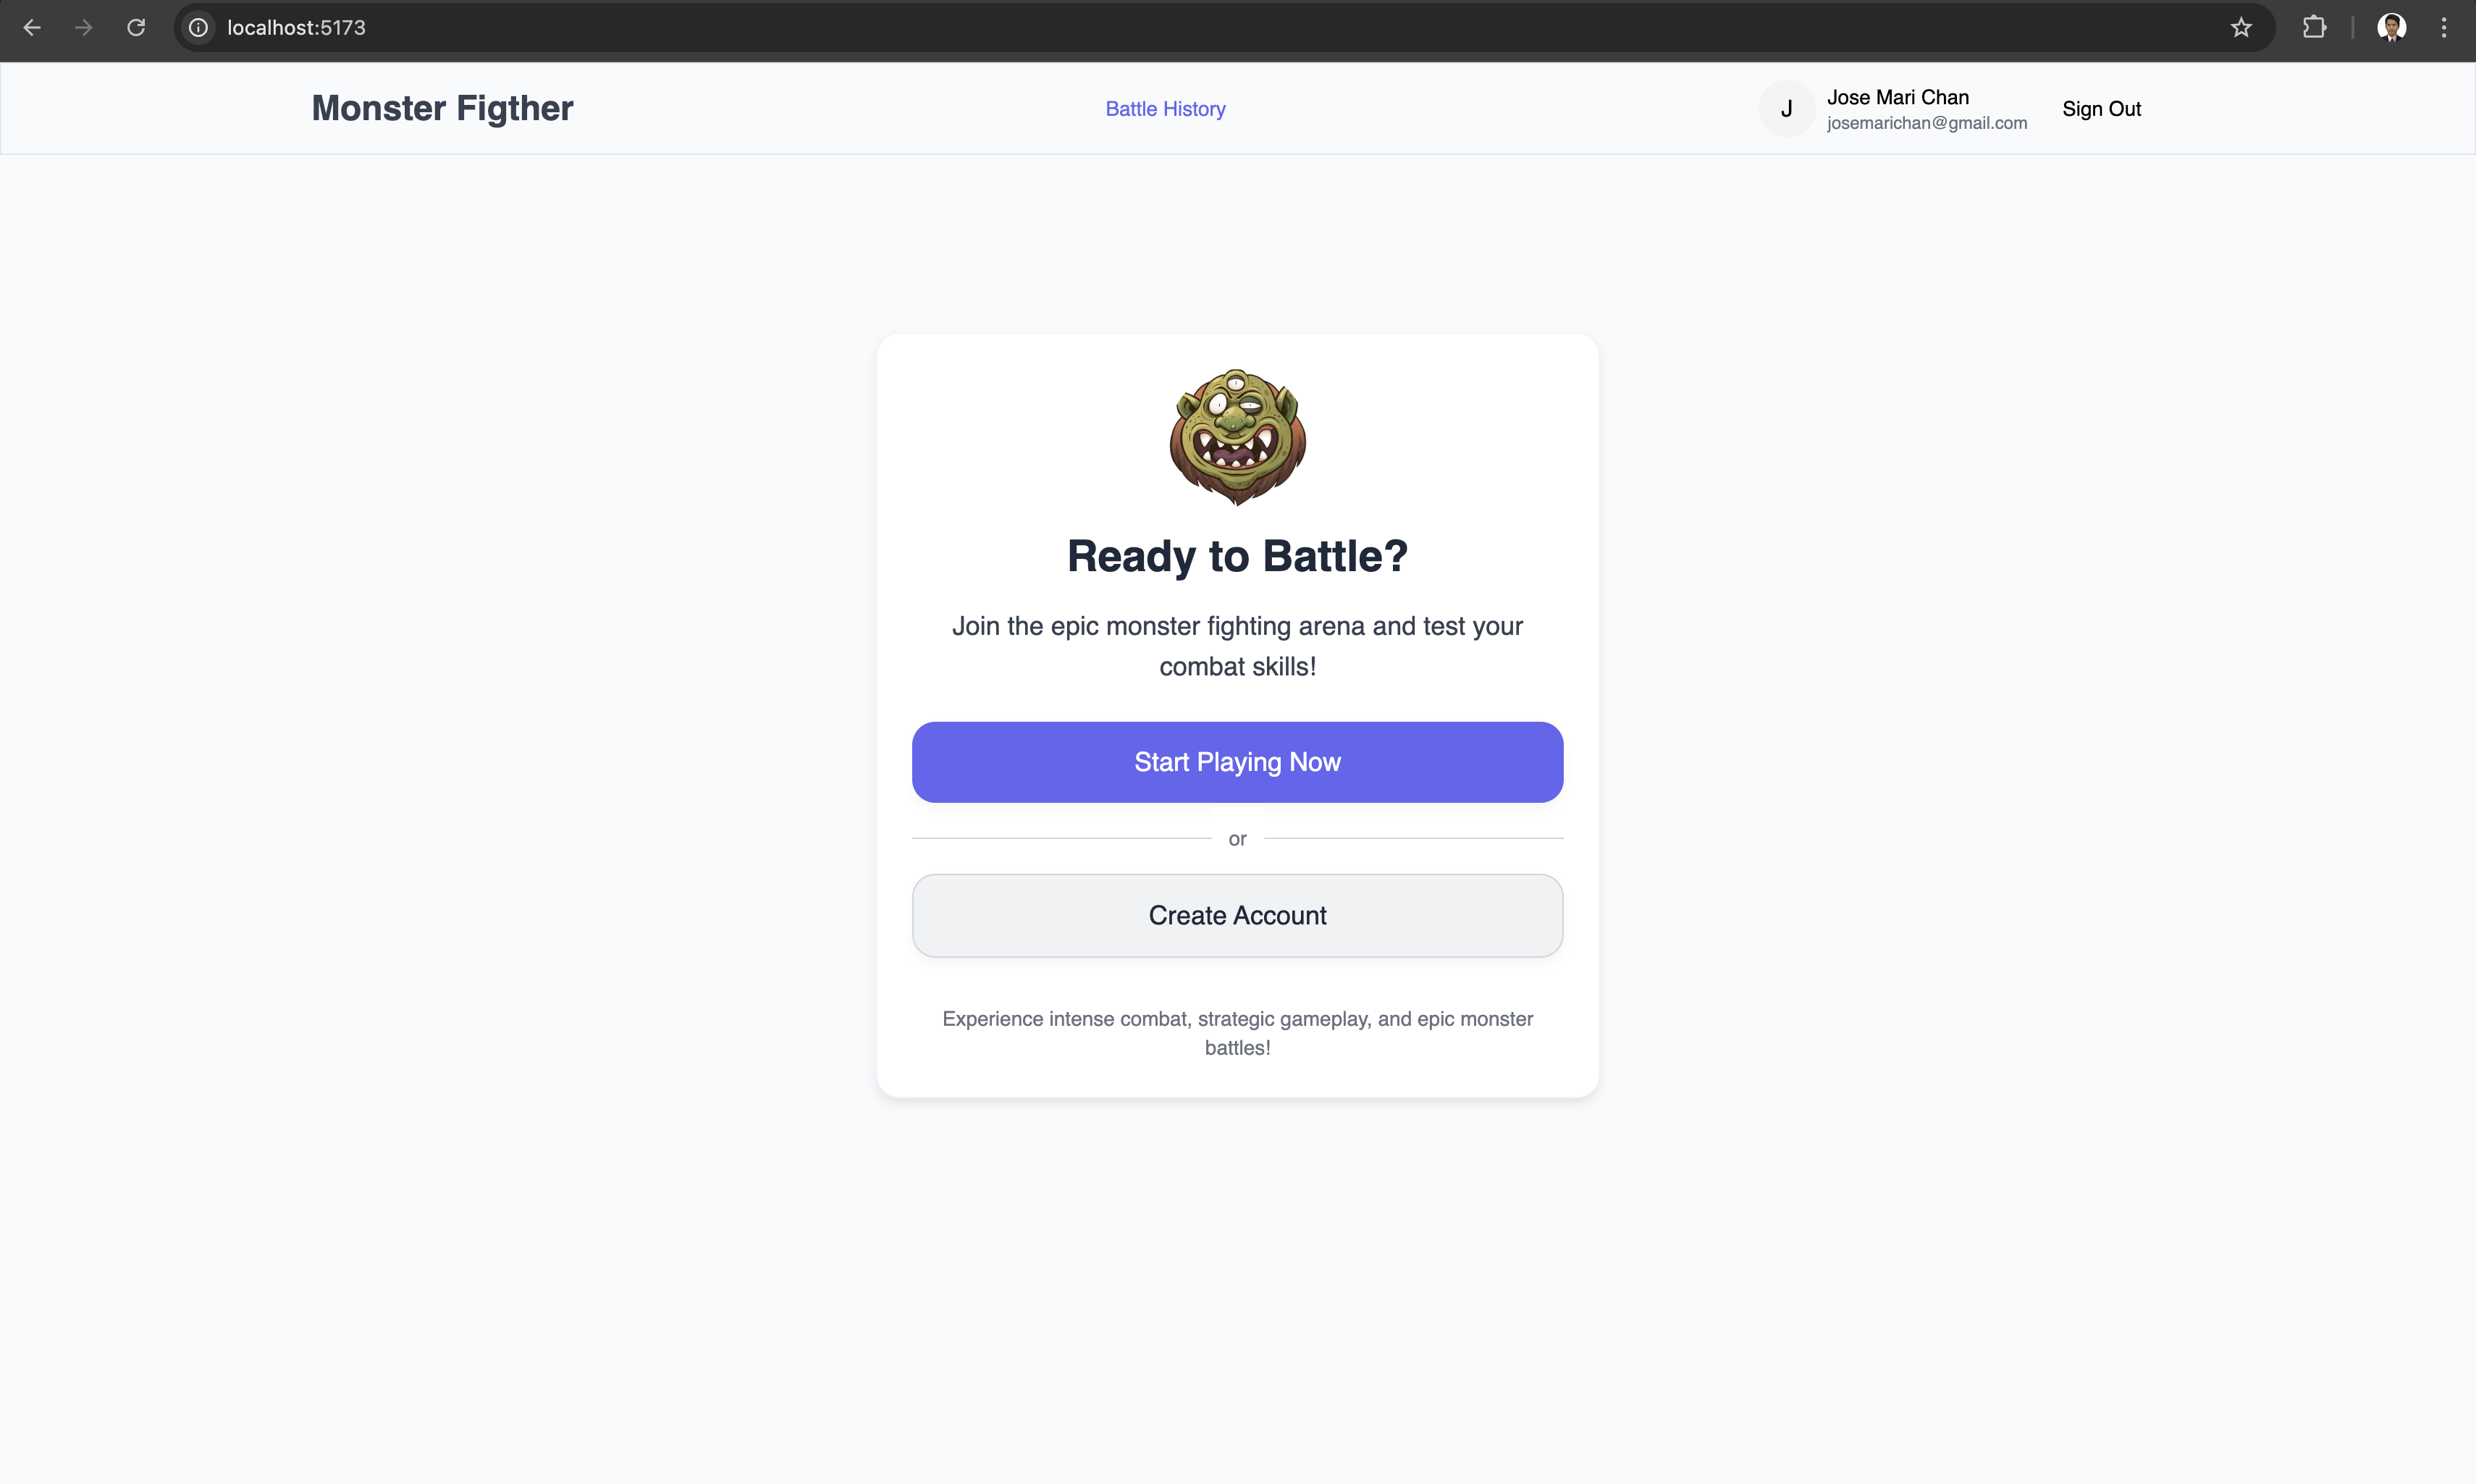 localhost:5173
Monster Figther
Battle History
J
Jose Mari Chan
josemarichan@gmail.com
Sign Out
Ready to Battle?
Join the epic monster fighting arena and test your
combat skills!
Start Playing Now
or
Create Account
Experience intense combat, strategic gameplay, and epic monster
battles!